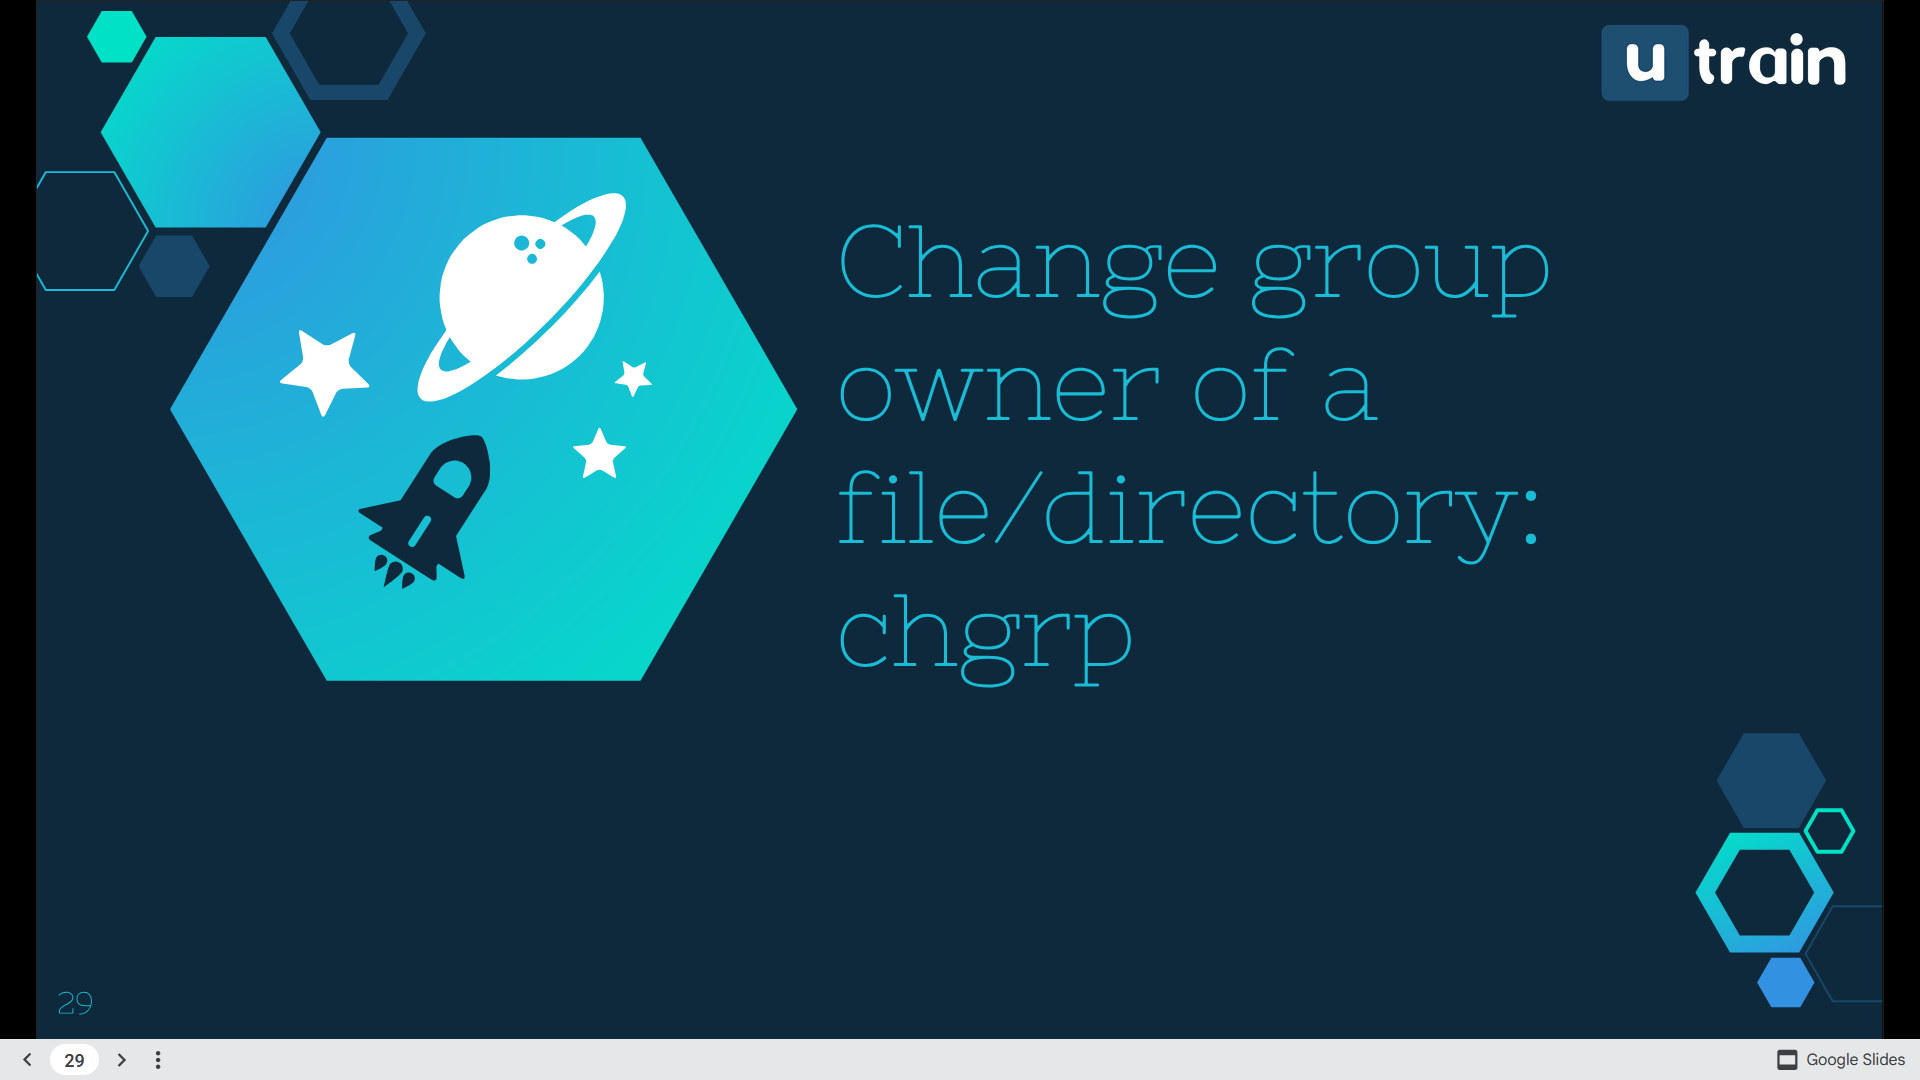 u train
Change group
owner of a
file/directory:
chgrp
29
29
Google Slides